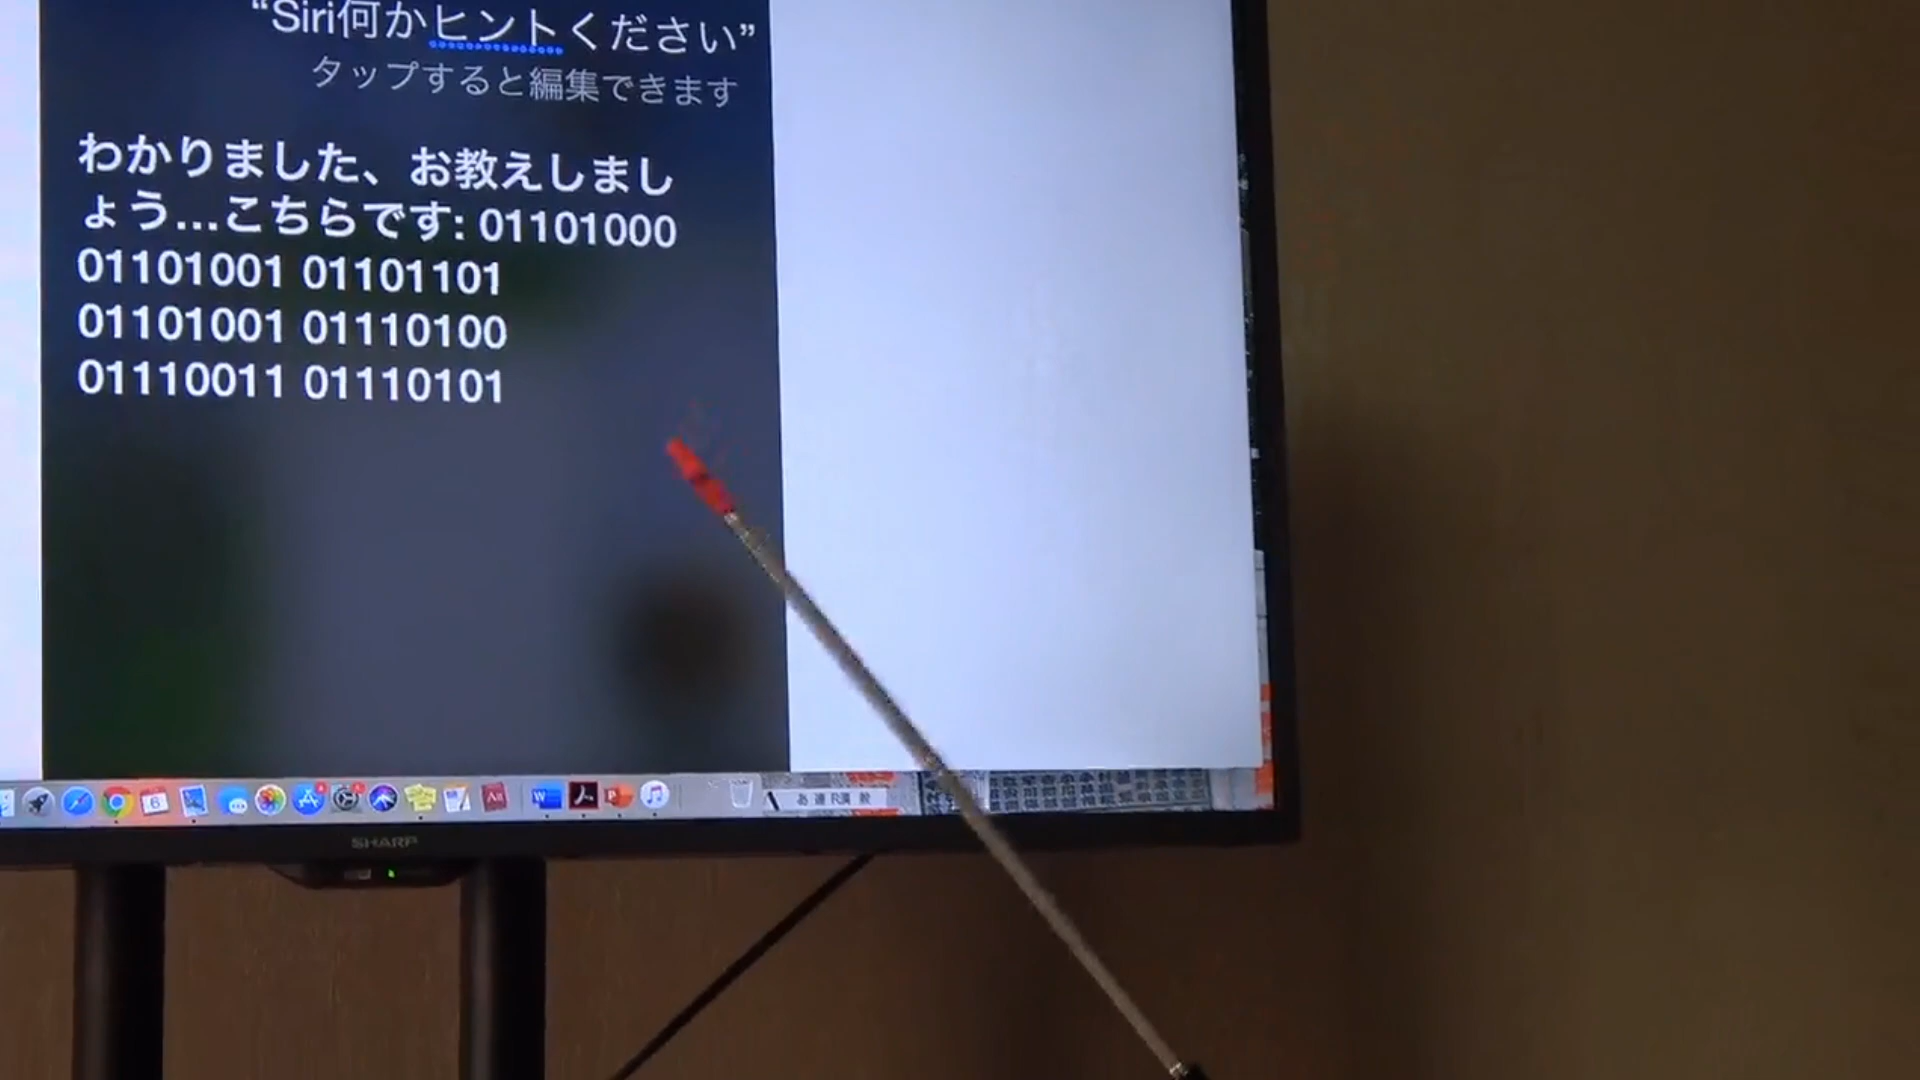 “Siri何かヒントください”
タップすると編集できます
わかりました、お教えしまし
ょう...こちらです: 01101000
01101001 01101101
01101001 01110100
01110011 01110101
SHARP